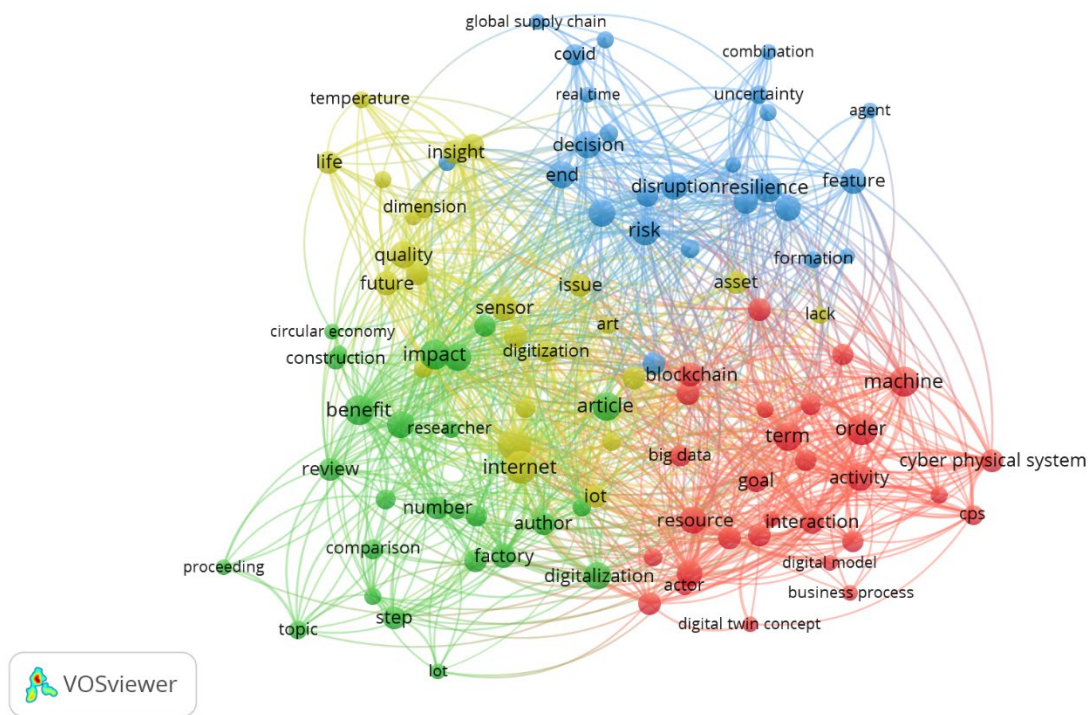 global supply chain
covid
combination
real time
uncertainty
temperature
agent
decision
insight
life
end
disruption
resilience
feature
dimension
risk
quality
formation
future
issue
asset
sensor
lack
art
circular economy
digitization
construction
impact
blockchain
machine
benefit
article
researcher
term
order
big data
review
internet
cyber physical system
goal
activity
iot
number
author
resource
interaction
cps
comparison
factory
digital model
proceeding
digitalization
actor
business process
step
topic
digital twin concept
lot
VOSviewer